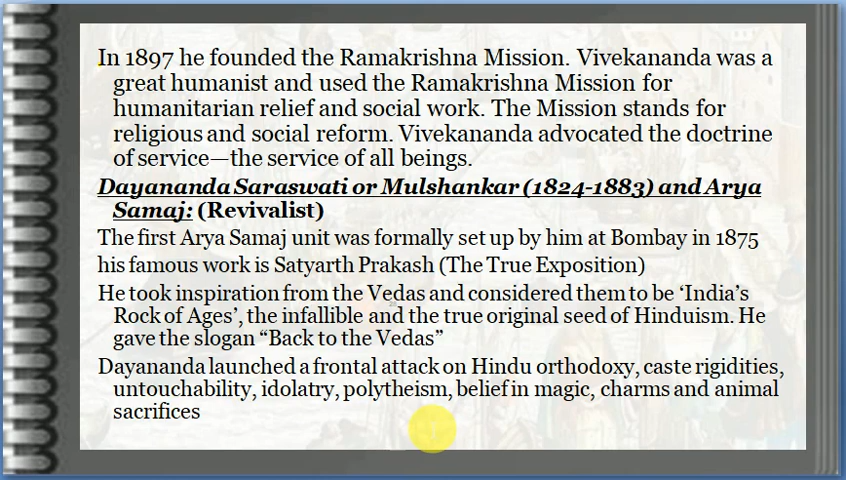 In 1897 he founded the Ramakrishna Mission. Vivekananda was a
great humanist and used the Ramakrishna Mission for
humanitarian relief and social work. The Mission stands for
religious and social reform. Vivekananda advocated the doctrine
of service—the service of all beings.
Dayananda Saraswati or Mulshankar (1824-1883) and Arya
Samaj: (Revivalist)
The first Arya Samaj unit was formally set up by him at Bombay in 1875
his famous work is Satyarth Prakash (The True Exposition)
He took inspiration from the Vedas and considered them to be ‘India’s
Rock of Ages’, the infallible and the true original seed of Hinduism. He
gave the slogan “Back to the Vedas”
Dayananda launched a frontal attack on Hindu orthodoxy, caste rigidities,
untouchability, idolatry, polytheism, belief in magic, charms and animal
sacrifices